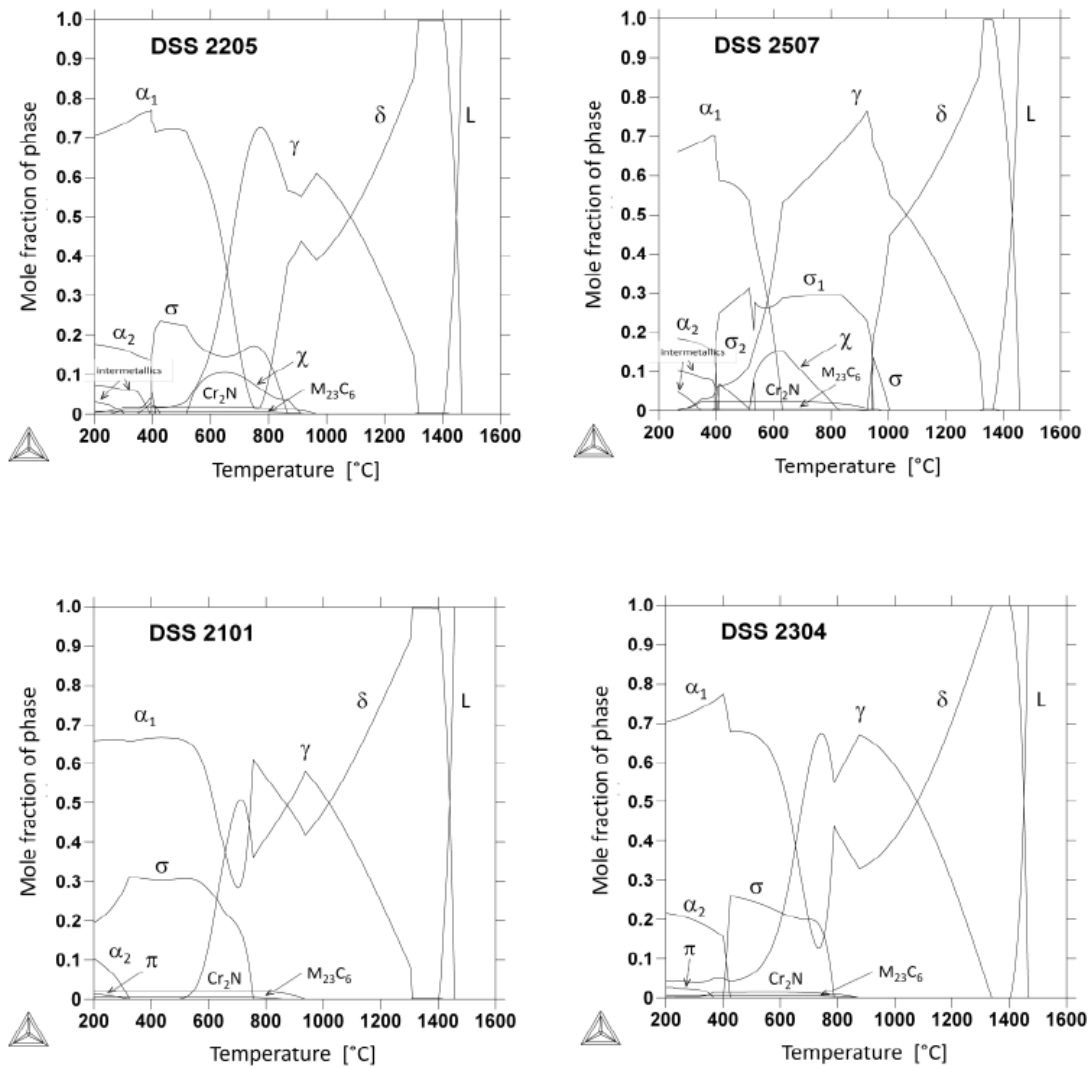 DSS 2205
1.0
0.9
0.8
0.7
0.6
0.5
0.4
0.3
0.2
0.1
0
Mole fraction of phase
α1
α2
intermetallics
σ
γ
δ
L
χ
Cr2N
M23C6
200 400 600 800 1000 1200 1400 1600
Temperature [°C]
DSS 2507
1.0
0.9
0.8
0.7
0.6
0.5
0.4
0.3
0.2
0.1
0
Mole fraction of phase
α1
α2
intermetallics
σ2
γ
σ1
δ
L
χ
Cr2N
M23C6
σ
200 400 600 800 1000 1200 1400 1600
Temperature [°C]
DSS 2101
1.0
0.9
0.8
0.7
0.6
0.5
0.4
0.3
0.2
0.1
0
Mole fraction of phase
α1
σ
α2
π
γ
δ
L
Cr2N
M23C6
200 400 600 800 1000 1200 1400 1600
Temperature [°C]
DSS 2304
1.0
0.9
0.8
0.7
0.6
0.5
0.4
0.3
0.2
0.1
0
Mole fraction of phase
α1
α2
π
σ
γ
δ
L
Cr2N
M23C6
200 400 600 800 1000 1200 1400 1600
Temperature [°C]